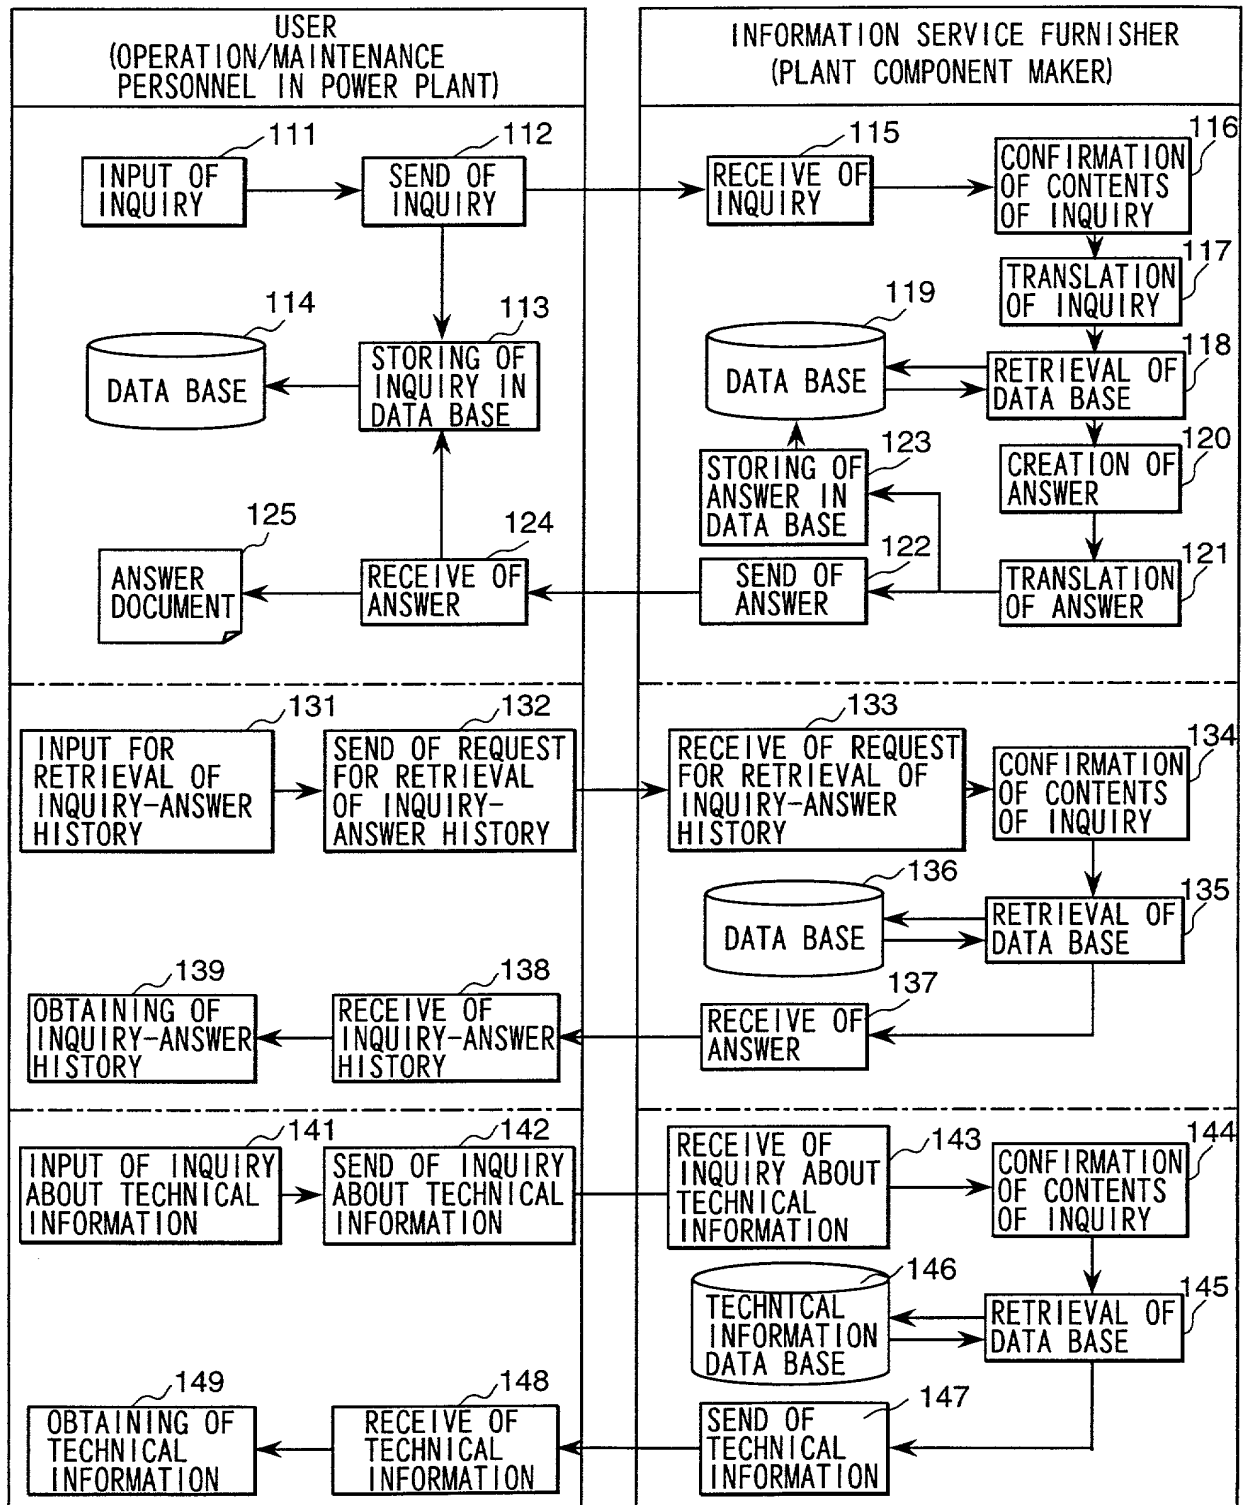 USER
(OPERATION/MAINTENANCE
PERSONNEL IN POWER PLANT)
INFORMATION SERVICE FURNISHER
(PLANT COMPONENT MAKER)
111
INPUT OF
INQUIRY
112
SEND OF
INQUIRY
115
RECEIVE OF
INQUIRY
116
CONFIRMATION
OF CONTENTS
OF INQUIRY
117
TRANSLATION
OF INQUIRY
114
DATA BASE
113
STORING OF
INQUIRY IN
DATA BASE
119
DATA BASE
118
RETRIEVAL OF
DATA BASE
123
STORING OF
ANSWER IN
DATA BASE
120
CREATION OF
ANSWER
125
ANSWER
DOCUMENT
124
RECEIVE OF
ANSWER
122
SEND OF
ANSWER
121
TRANSLATION
OF ANSWER
131
INPUT FOR
RETRIEVAL OF
INQUIRY-ANSWER
HISTORY
132
SEND OF REQUEST
FOR RETRIEVAL
OF INQUIRY-
ANSWER HISTORY
133
RECEIVE OF REQUEST
FOR RETRIEVAL OF
INQUIRY-ANSWER
HISTORY
134
CONFIRMATION
OF CONTENTS
OF INQUIRY
136
DATA BASE
135
RETRIEVAL OF
DATA BASE
139
OBTAINING OF
INQUIRY-ANSWER
HISTORY
138
RECEIVE OF
INQUIRY-ANSWER
HISTORY
137
RECEIVE OF
ANSWER
141
INPUT OF INQUIRY
ABOUT TECHNICAL
INFORMATION
142
SEND OF INQUIRY
ABOUT TECHNICAL
INFORMATION
143
RECEIVE OF
INQUIRY ABOUT
TECHNICAL
INFORMATION
144
CONFIRMATION
OF CONTENTS
OF INQUIRY
146
TECHNICAL
INFORMATION
DATA BASE
145
RETRIEVAL OF
DATA BASE
149
OBTAINING OF
TECHNICAL
INFORMATION
148
RECEIVE OF
TECHNICAL
INFORMATION
147
SEND OF
TECHNICAL
INFORMATION